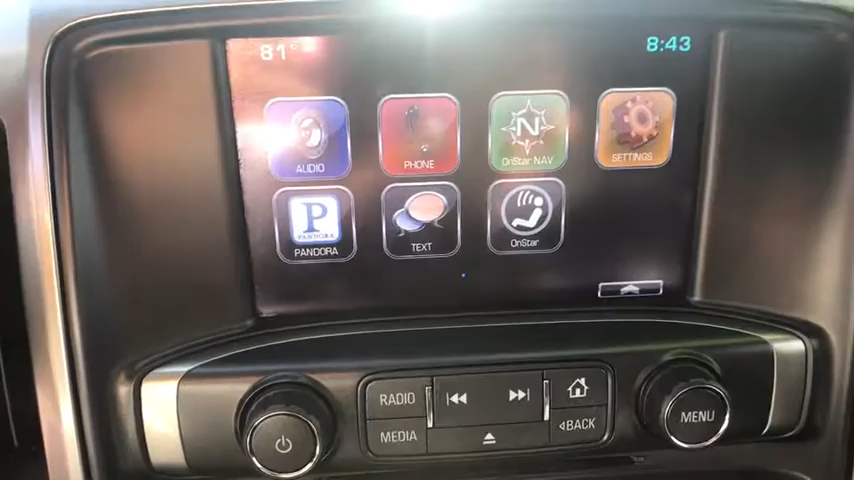 81°
8:43
AUDIO
PHONE
N
OnStar NAV
SETTINGS
P
PANDORA
PANDORA
TEXT
OnStar
RADIO
MEDIA
BACK
MENU